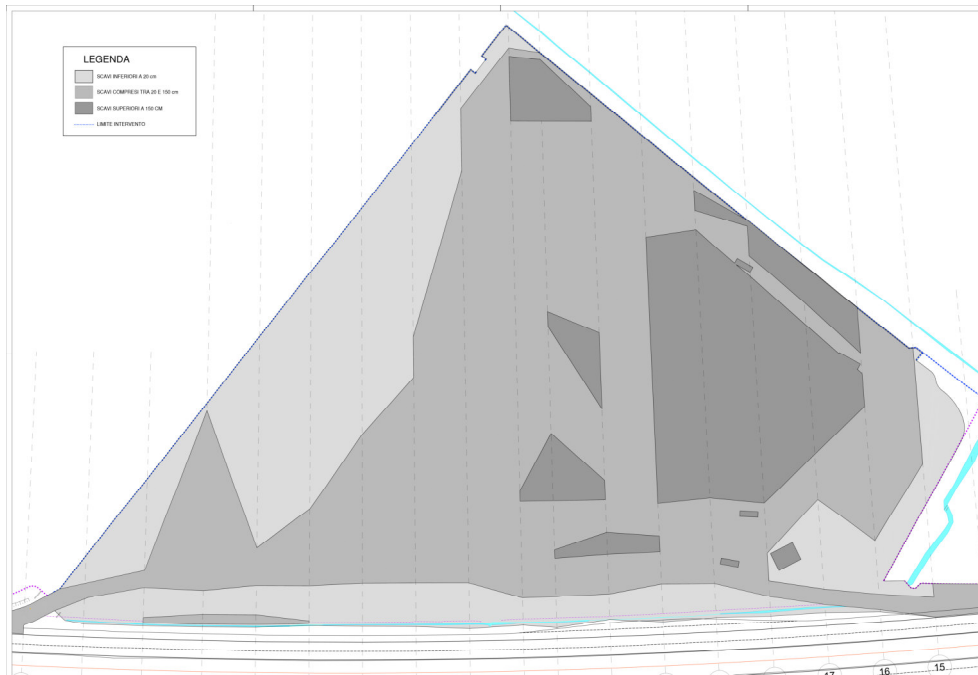 LEGENDA
SCAVI INFERIORI A 20 cm
SCAVI COMPRESI TRA 20 E 150 cm
SCAVI SUPERIORI A 150 CM
LIMITE INTERVENTO
17
16
15